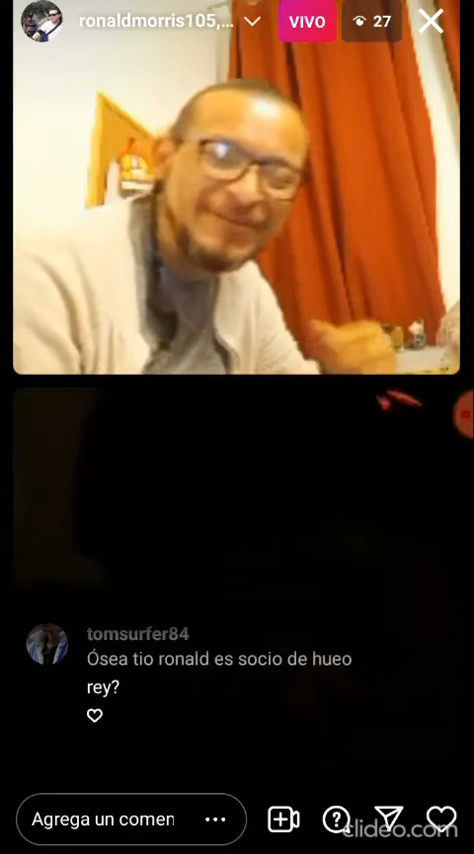 ronaldmorris105,...
VIVO
27
tomsurfer84
Ósea tio ronald es socio de hueo
rey?
Agrega un comen
clideo.com